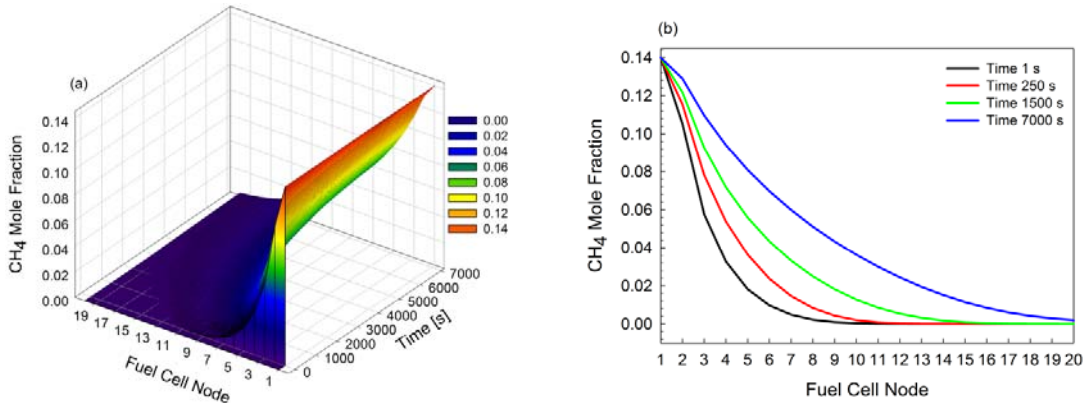 (a)
CH4 Mole Fraction
0.14
0.12
0.10
0.08
0.06
0.04
0.02
0.00
19 17 15 13 11 9 7 5 3 1
Fuel Cell Node
0 1000 2000 3000 4000 5000 6000 7000
Time [s]
0.00
0.02
0.04
0.06
0.08
0.10
0.12
0.14
(b)
CH4 Mole Fraction
0.14
0.12
0.10
0.08
0.06
0.04
0.02
0.00
Time 1 s
Time 250 s
Time 1500 s
Time 7000 s
1 2 3 4 5 6 7 8 9 10 11 12 13 14 15 16 17 18 19 20
Fuel Cell Node